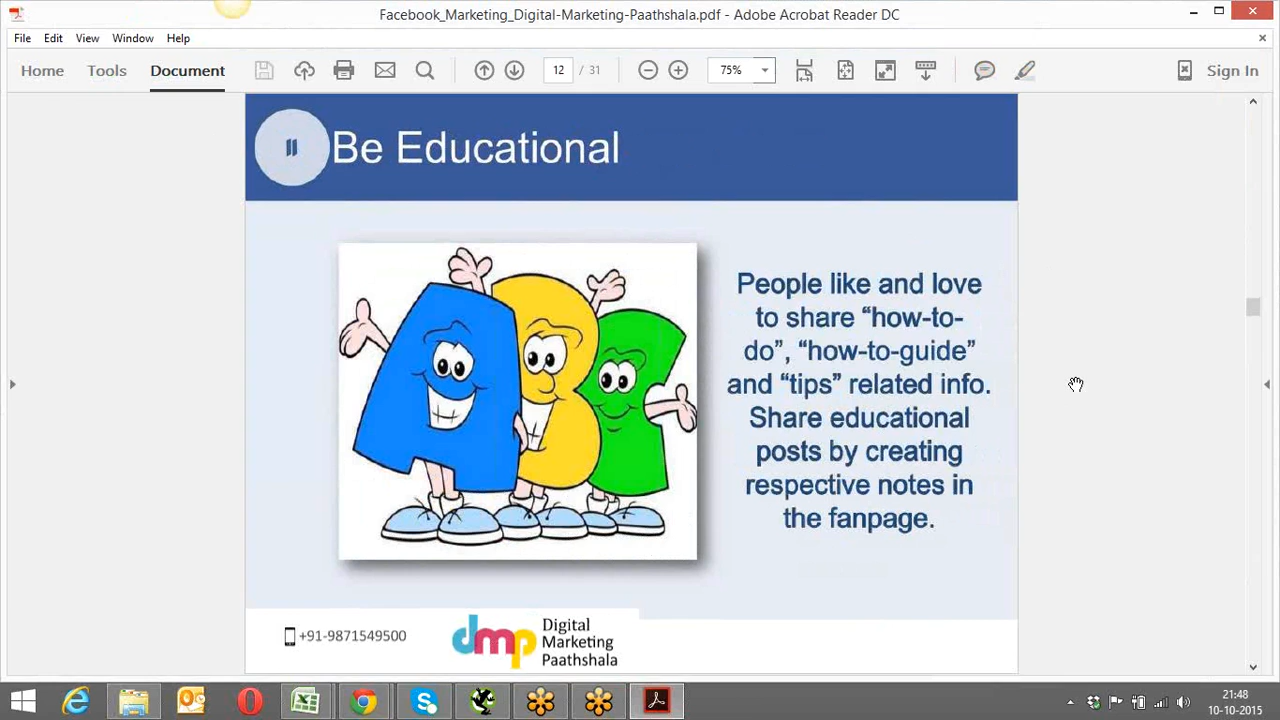 Facebook_Marketing_Digital-Marketing-Paathshala.pdf - Adobe Acrobat Reader DC
File Edit View Window Help
Home Tools Document 12 / 31 75% Sign In
11 Be Educational
People like and love
to share “how-to-
do”, “how-to-guide”
and “tips” related info.
Share educational
posts by creating
respective notes in
the fanpage.
+91-9871549500
dmp Digital
Marketing
Paathshala
21:48
10-10-2015